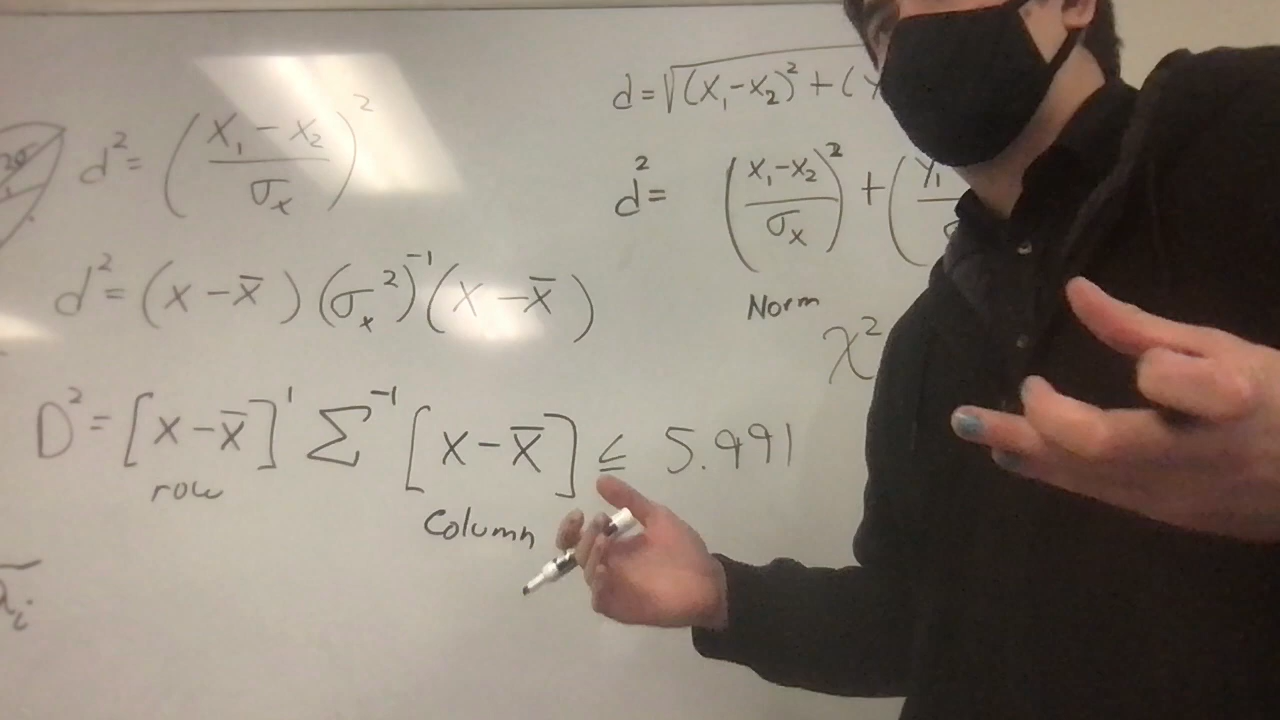 d² = (x₁ - x₂ / σₓ)²
d² = (x - x̄)(σₓ²)⁻¹(x - x̄)
D² = [x - x̄]' Σ⁻¹ [x - x̄] ≤ 5.991
row
Column
λᵢ
d = √(x₁-x₂)² + (
d² = (x₁-x₂ / σₓ)² + (y₁
Norm
χ²